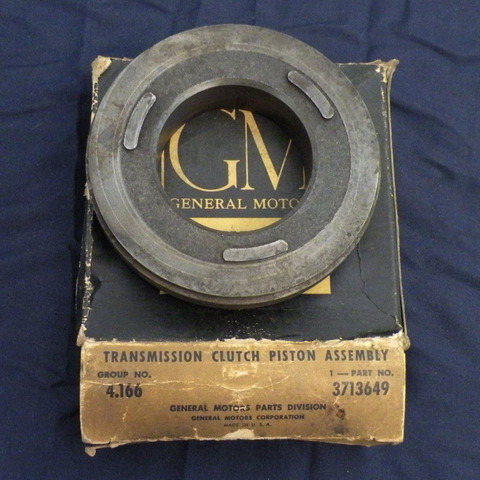 GM
GENERAL MOTO
TRANSMISSION CLUTCH PISTON ASSEMBLY
GROUP NO.
4.166
1 — PART NO.
3713649
GENERAL MOTORS PARTS DIVISION
GENERAL MOTORS CORPORATION
MADE IN U. S. A.